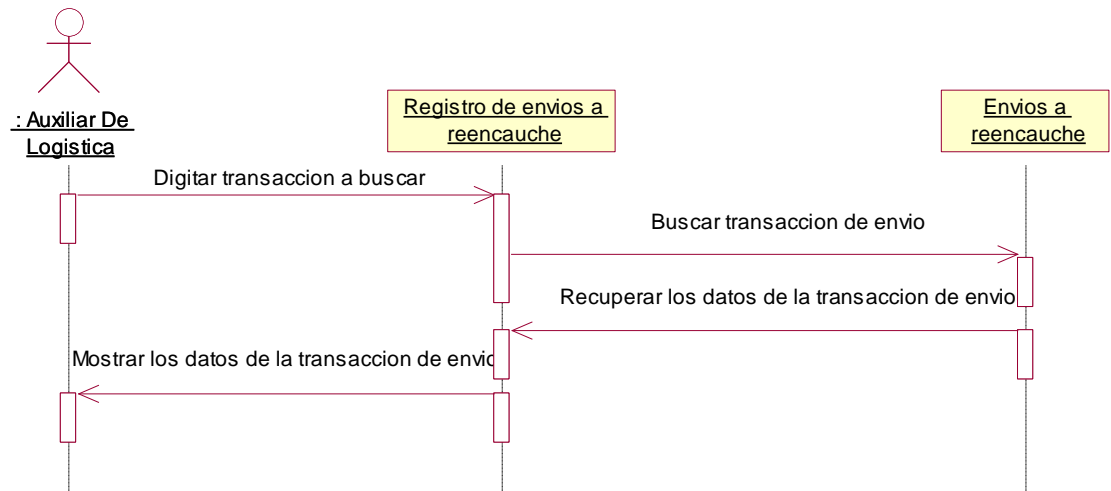 : Auxiliar De
Logistica
Registro de envios a
reencauche
Envios a
reencauche
Digitar transaccion a buscar
Buscar transaccion de envio
Recuperar los datos de la transaccion de envio
Mostrar los datos de la transaccion de envio